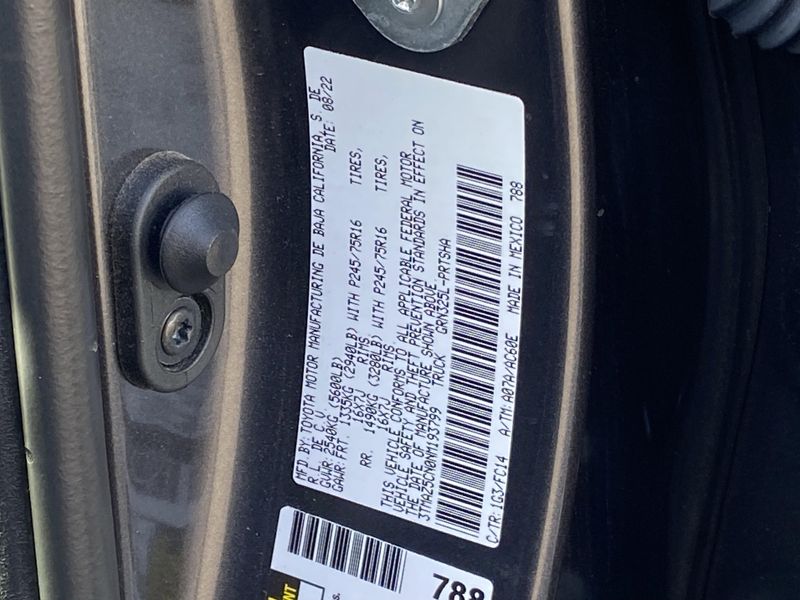 MFD.BY:TOYOTA MOTOR MANUFACTURING DE BAJA CALIFORNIA, S. DE
R.L. DE C.V. DATE: 08/22
GVWR: 2540KG (5600LB)
GAWR: FRT. 1335KG (2940LB) WITH P245/75R16 TIRES,
16X7J RIMS
RR. 1490KG (3280LB) WITH P245/75R16 TIRES,
16X7J RIMS
THIS VEHICLE CONFORMS TO ALL APPLICABLE FEDERAL MOTOR
VEHICLE SAFETY AND THEFT PREVENTION STANDARDS IN EFFECT ON
THE DATE OF MANUFACTURE SHOWN ABOVE.
TRUCK GRN325L-PRTSHA
C/TR:1G3/FC14 A/TM:A07A/AC60E MADE IN MEXICO 788
788